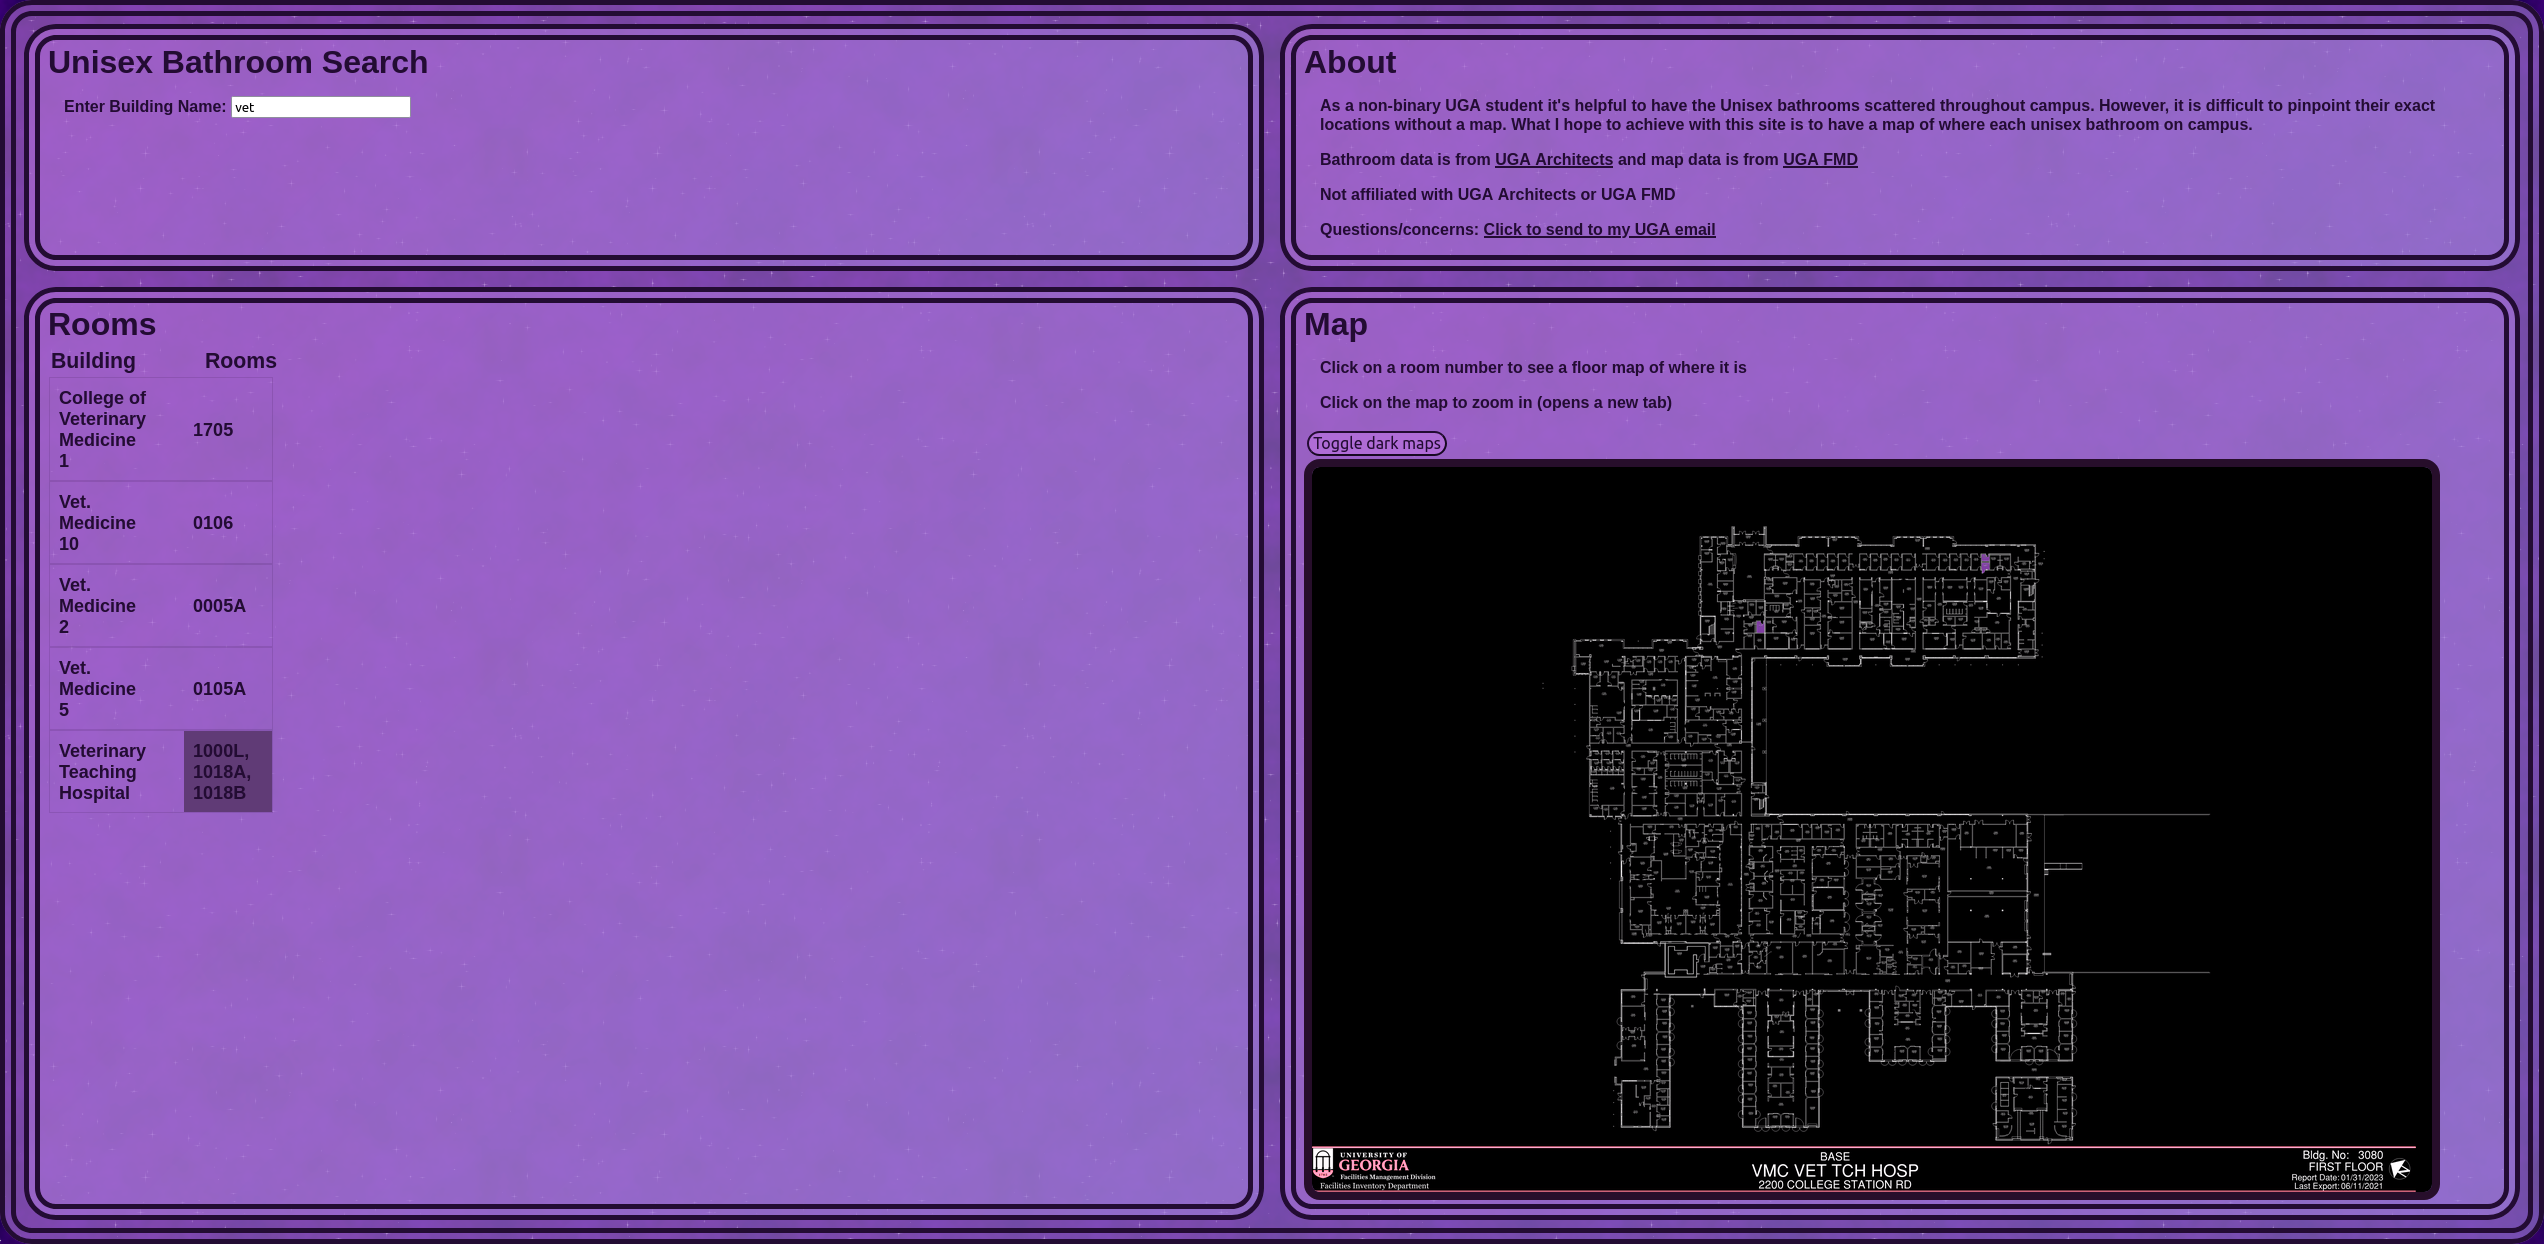 Unisex Bathroom Search
Enter Building Name: vet
About
As a non-binary UGA student it's helpful to have the Unisex bathrooms scattered throughout campus. However, it is difficult to pinpoint their exact
locations without a map. What I hope to achieve with this site is to have a map of where each unisex bathroom on campus.
Bathroom data is from UGA Architects and map data is from UGA FMD
Not affiliated with UGA Architects or UGA FMD
Questions/concerns: Click to send to my UGA email
Rooms
Building Rooms
College of
Veterinary
Medicine
1
1705
Vet.
Medicine
10
0106
Vet.
Medicine
2
0005A
Vet.
Medicine
5
0105A
Veterinary
Teaching
Hospital
1000L,
1018A,
1018B
Map
Click on a room number to see a floor map of where it is
Click on the map to zoom in (opens a new tab)
Toggle dark maps
UNIVERSITY OF
GEORGIA
Facilities Management Division
Facilities Inventory Department
BASE
VMC VET TCH HOSP
2200 COLLEGE STATION RD
Bldg. No: 3080
FIRST FLOOR
Report Date: 01/31/2023
Last Export: 06/11/2021